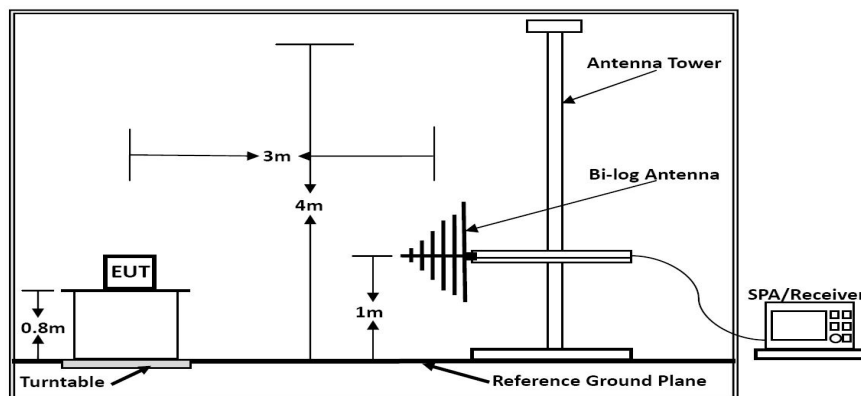 Antenna Tower
3m
Bi-log Antenna
4m
EUT
0.8m
1m
SPA/Receiver
Turntable
Reference Ground Plane